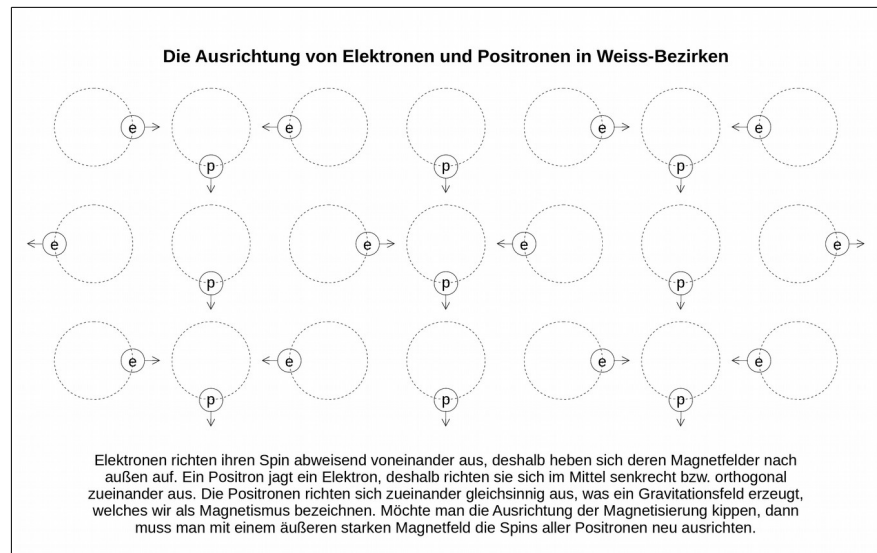 Die Ausrichtung von Elektronen und Positronen in Weiss-Bezirken
e p e p e p e
e p e p e p e
e p e p e p e
Elektronen richten ihren Spin abweisend voneinander aus, deshalb heben sich deren Magnetfelder nach
außen auf. Ein Positron jagt ein Elektron, deshalb richten sie sich im Mittel senkrecht bzw. orthogonal
zueinander aus. Die Positronen richten sich zueinander gleichsinnig aus, was ein Gravitationsfeld erzeugt,
welches wir als Magnetismus bezeichnen. Möchte man die Ausrichtung der Magnetisierung kippen, dann
muss man mit einem äußeren starken Magnetfeld die Spins aller Positronen neu ausrichten.